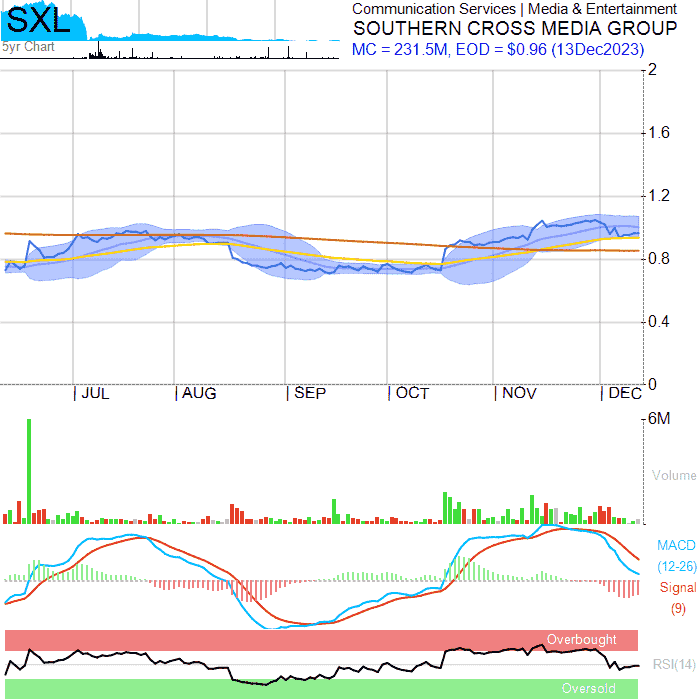 SXL
5yr Chart
Communication Services | Media & Entertainment
SOUTHERN CROSS MEDIA GROUP
MC = 231.5M, EOD = $0.96 (13Dec2023)
2
1.6
1.2
0.8
0.4
0
JUL AUG SEP OCT NOV DEC
6M
Volume
MACD
(12-26)
Signal
(9)
Overbought
RSI(14)
Oversold